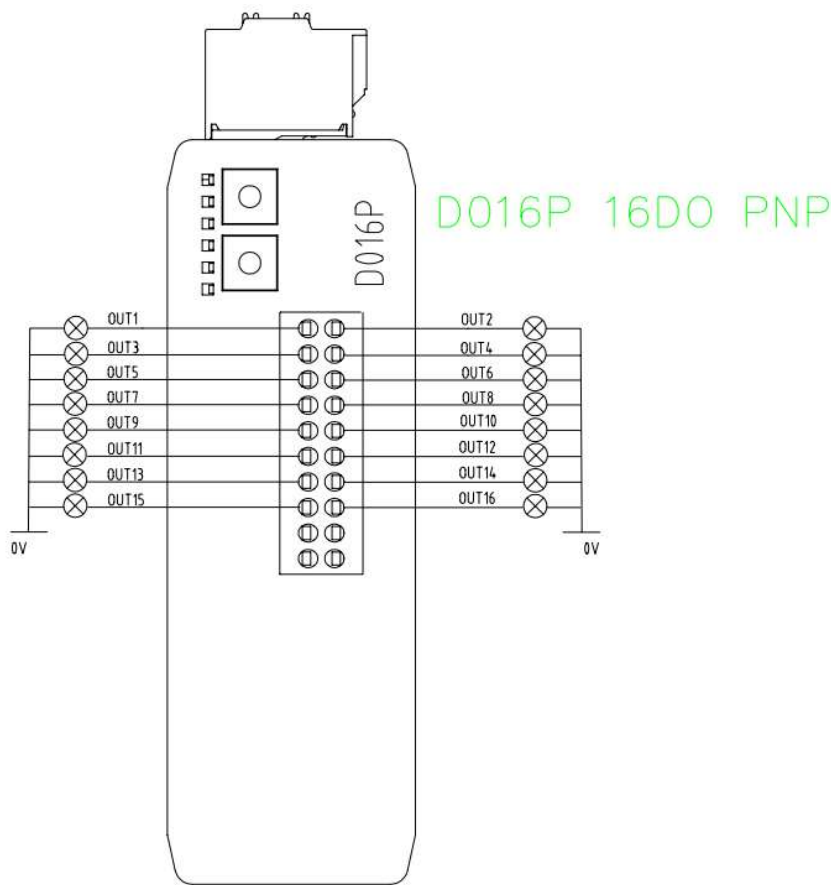 D016P 16DO PNP
D016P
OUT1 OUT2
OUT3 OUT4
OUT5 OUT6
OUT7 OUT8
OUT9 OUT10
OUT11 OUT12
OUT13 OUT14
OUT15 OUT16
0V 0V